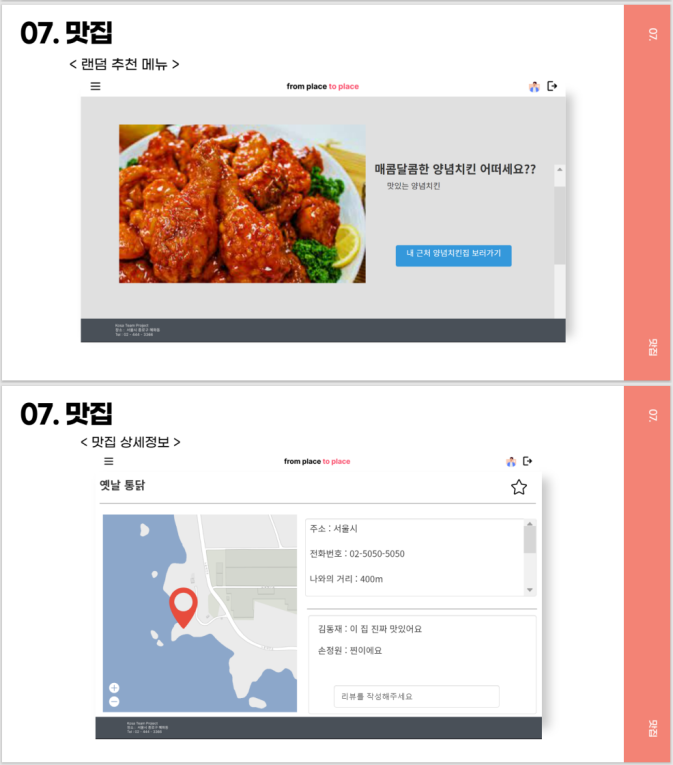 07. 맛집
07.
< 랜덤 추천 메뉴 >
from place to place
매콤달콤한 양념치킨 어떠세요??
맛있는 양념치킨
내 근처 양념치킨집 보러가기
맛집
07. 맛집
07.
< 맛집 상세정보 >
from place to place
옛날 통닭
주소 : 서울시
전화번호 : 02-5050-5050
나와의 거리 : 400m
김동재 : 이 집 진짜 맛있어요
손정원 : 찐이에요
리뷰를 작성해주세요
맛집